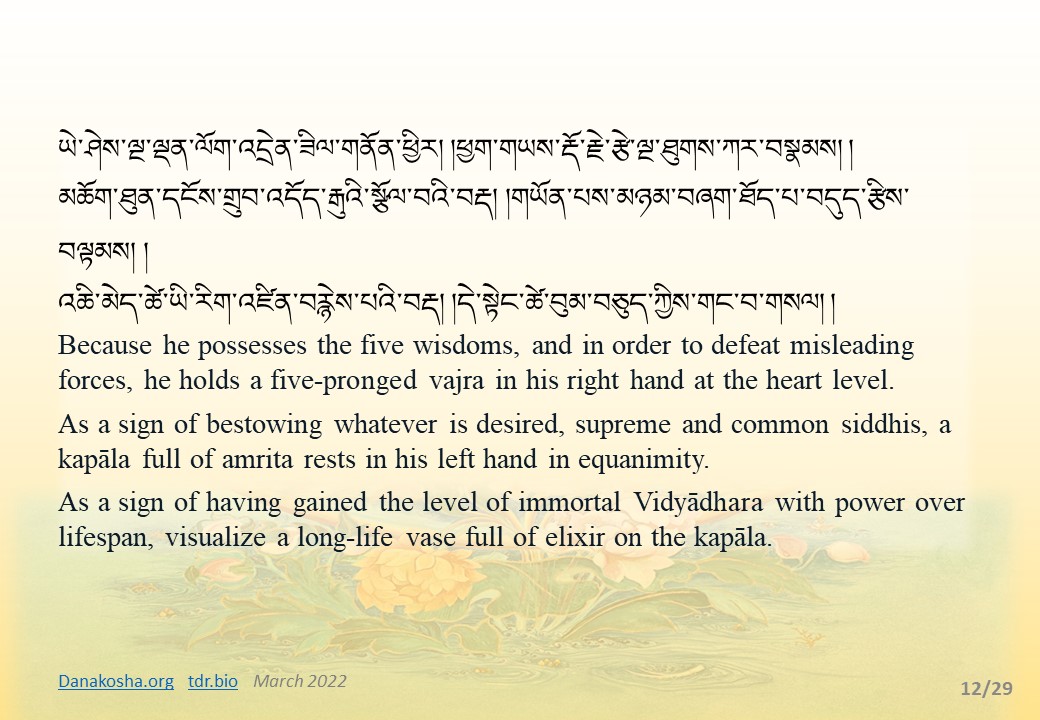 ཡེ་ཤེས་ལྔ་ལྡན་ལོག་འདྲེན་ཟིལ་གནོན་ཕྱིར། །ཕྱག་གཡས་རྡོ་རྗེ་རྩེ་ལྔ་ཐུགས་ཀར་བསྣམས། །
མཆོག་ཐུན་དངོས་གྲུབ་འདོད་རྒུའི་སྩོལ་བའི་བརྡ། །གཡོན་པས་མཉམ་བཞག་ཐོད་པ་བདུད་རྩིས་
བལྟམས། །
འཆི་མེད་ཚེ་ཡི་རིག་འཛིན་བརྙེས་པའི་བརྡ། །དེ་སྟེང་ཚེ་བུམ་བཅུད་ཀྱིས་གང་བ་གསལ། །
Because he possesses the five wisdoms, and in order to defeat misleading
forces, he holds a five-pronged vajra in his right hand at the heart level.
As a sign of bestowing whatever is desired, supreme and common siddhis, a
kapāla full of amrita rests in his left hand in equanimity.
As a sign of having gained the level of immortal Vidyādhara with power over
lifespan, visualize a long-life vase full of elixir on the kapāla.
Danakosha.org tdr.bio March 2022
12/29